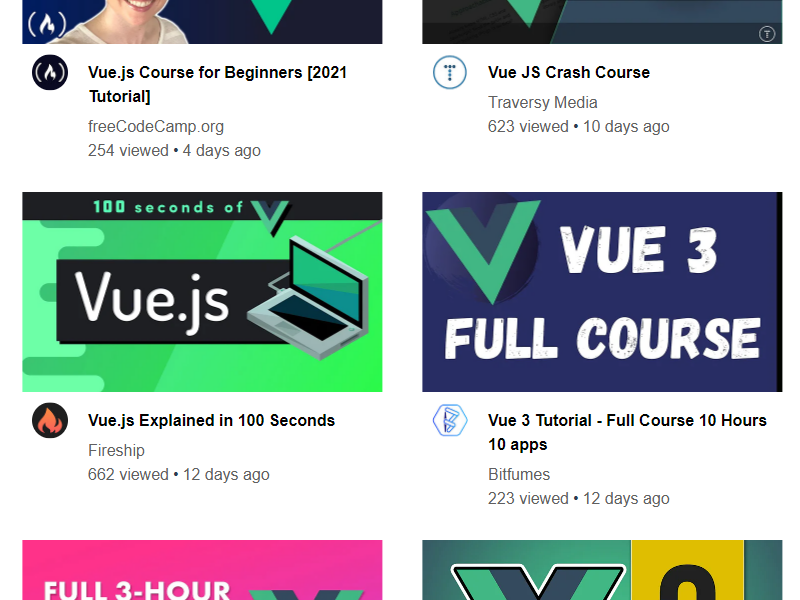 Vue.js Course for Beginners [2021
Tutorial]
freeCodeCamp.org
254 viewed • 4 days ago
Vue JS Crash Course
Traversy Media
623 viewed • 10 days ago
100 seconds of
Vue.js
Vue.js Explained in 100 Seconds
Fireship
662 viewed • 12 days ago
VUE 3
FULL COURSE
Vue 3 Tutorial - Full Course 10 Hours
10 apps
Bitfumes
223 viewed • 12 days ago
FULL 3-HOUR